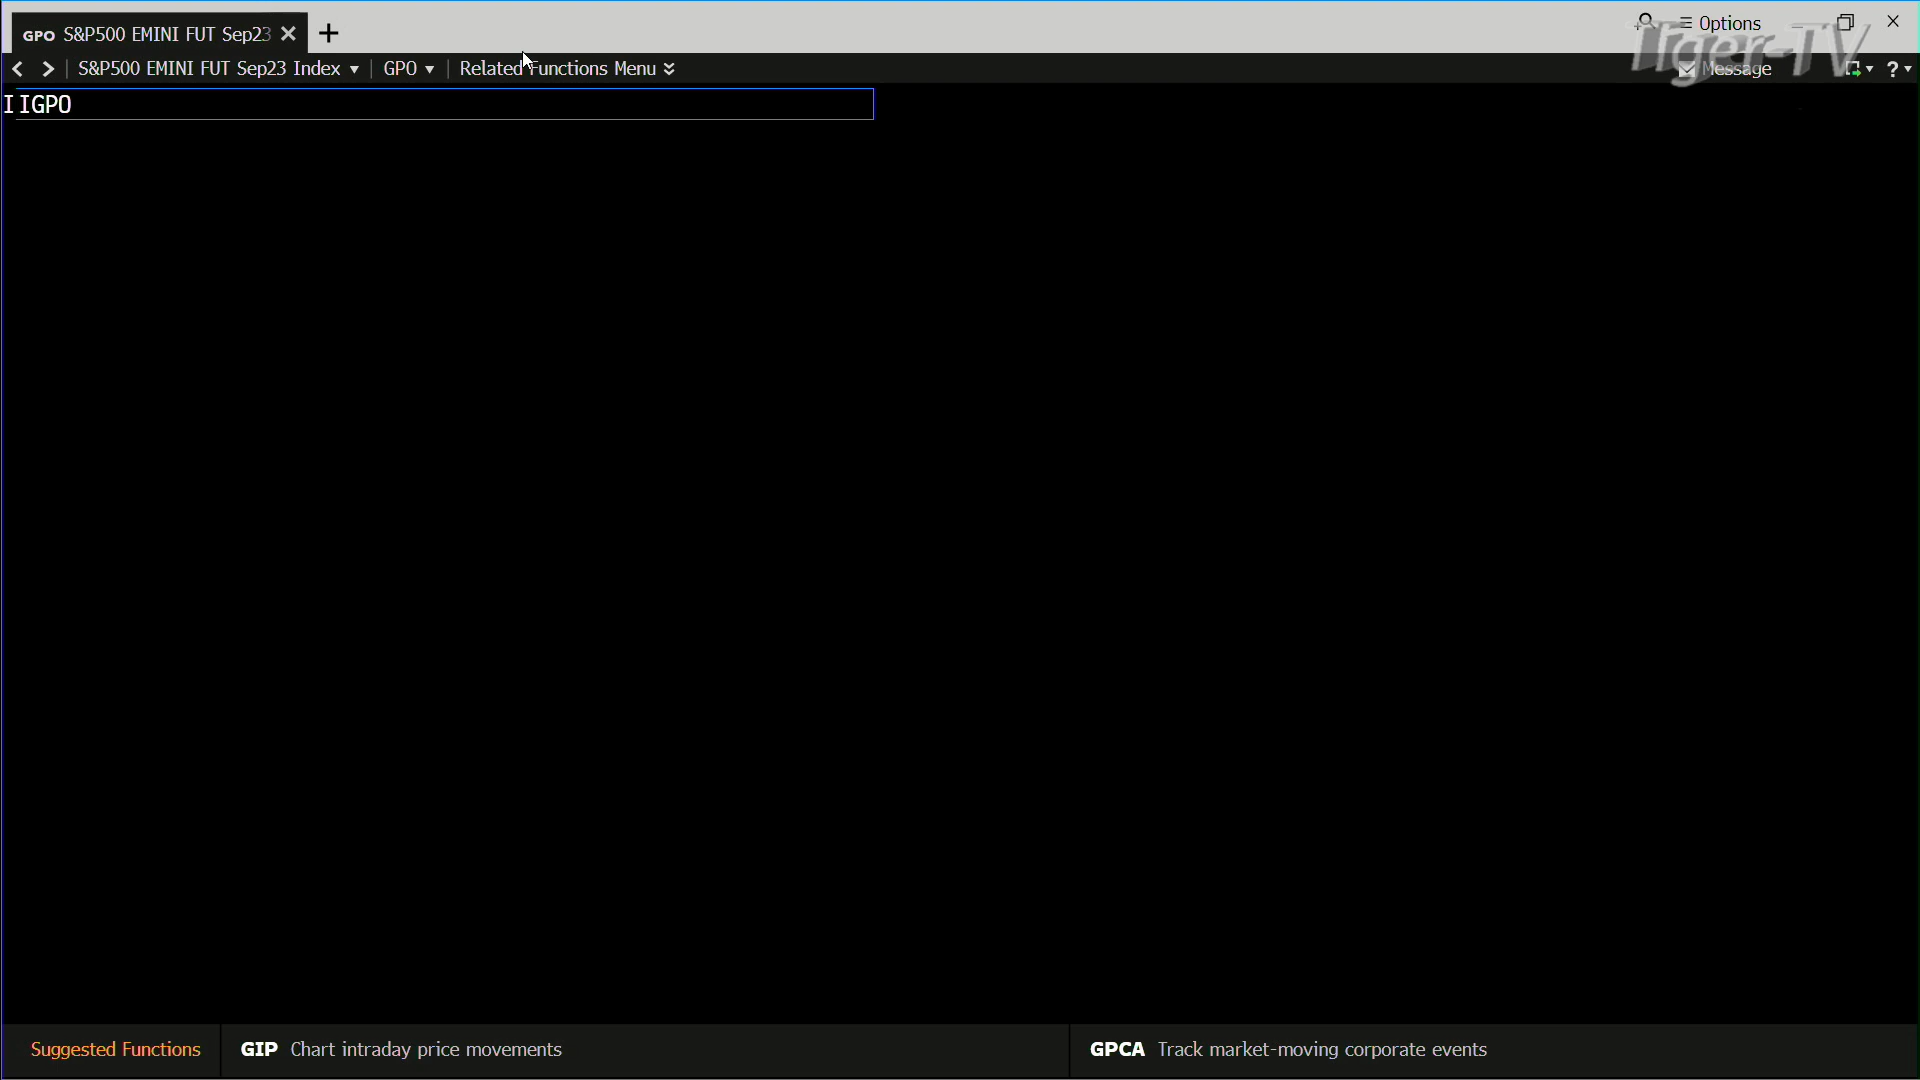 GPO S&P500 EMINI FUT Sep23
Options
S&P500 EMINI FUT Sep23 Index GPO Related Functions Menu Message ?
Tiger-TV
IIGPO
Suggested Functions GIP Chart intraday price movements GPCA Track market-moving corporate events